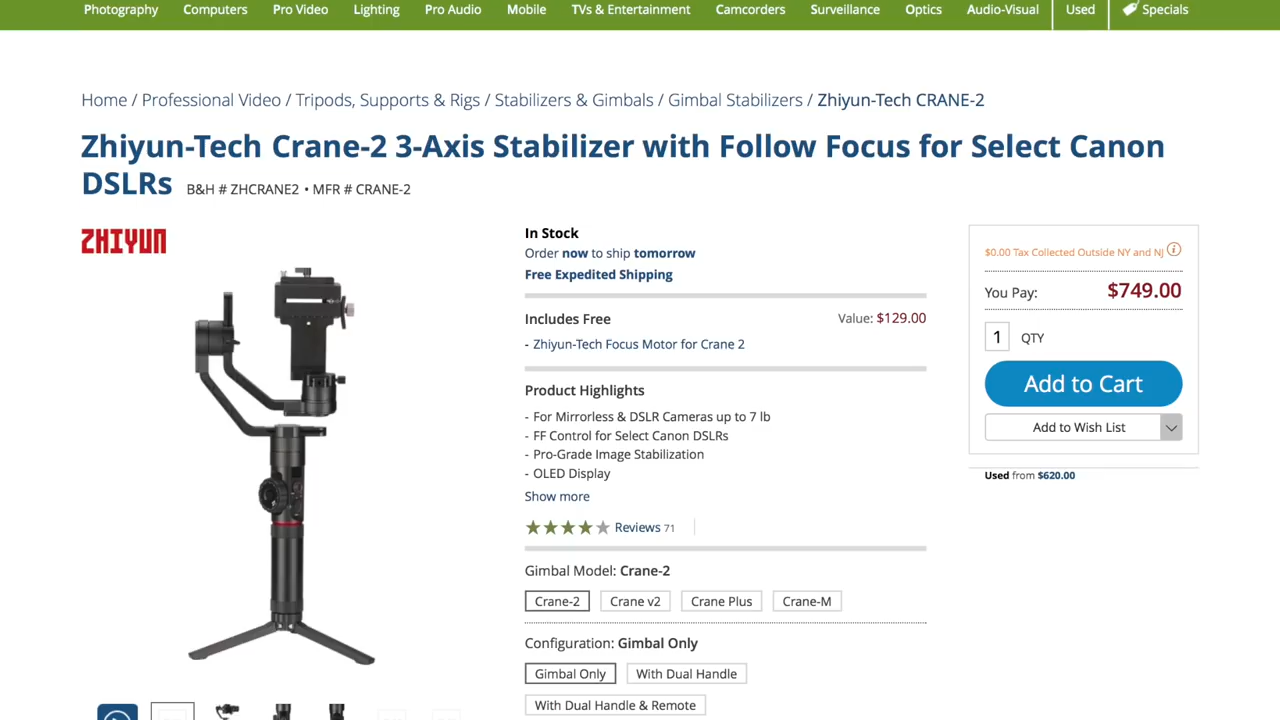 Photography Computers Pro Video Lighting Pro Audio Mobile TVs & Entertainment Camcorders Surveillance Optics Audio-Visual Used Specials
Home / Professional Video / Tripods, Supports & Rigs / Stabilizers & Gimbals / Gimbal Stabilizers / Zhiyun-Tech CRANE-2
Zhiyun-Tech Crane-2 3-Axis Stabilizer with Follow Focus for Select Canon
DSLRs B&H # ZHCRANE2 • MFR # CRANE-2
ZHIYUN
In Stock
Order now to ship tomorrow
Free Expedited Shipping
Includes Free Value: $129.00
- Zhiyun-Tech Focus Motor for Crane 2
Product Highlights
- For Mirrorless & DSLR Cameras up to 7 lb
- FF Control for Select Canon DSLRs
- Pro-Grade Image Stabilization
- OLED Display
Show more
Reviews 71
Gimbal Model: Crane-2
Crane-2 Crane v2 Crane Plus Crane-M
Configuration: Gimbal Only
Gimbal Only With Dual Handle
With Dual Handle & Remote
$0.00 Tax Collected Outside NY and NJ i
You Pay: $749.00
1 QTY
Add to Cart
Add to Wish List
Used from $620.00